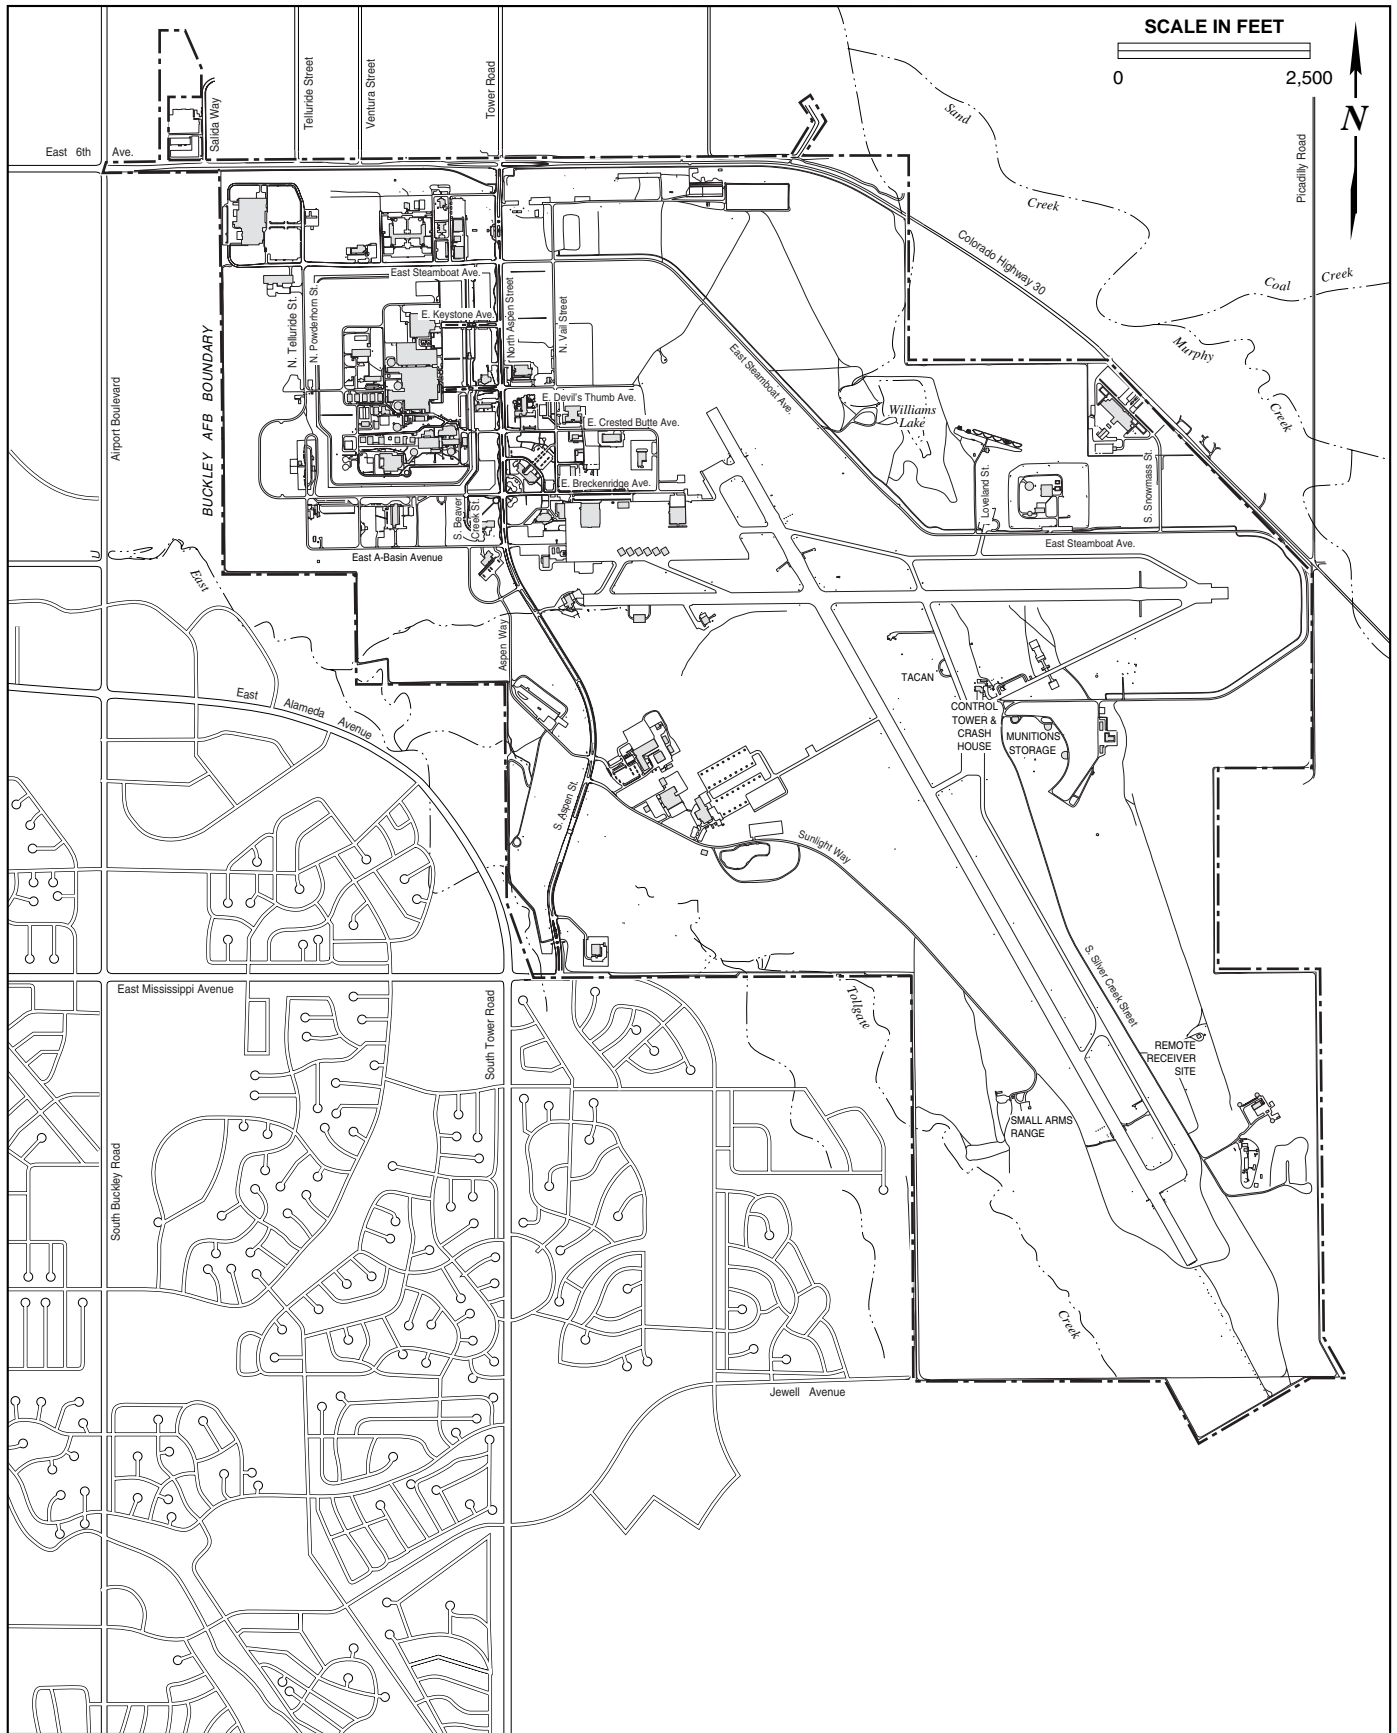 SCALE IN FEET
0 2,500
N
Sand
Creek
Picadilly Road
Salida Way
Telluride Street
Ventura Street
Tower Road
East 6th Ave.
Colorado Highway 30
Coal Creek
Murphy
Creek
East Steamboat Ave.
E. Keystone Ave.
N. Telluride St.
N. Powderhorn St.
North Aspen Street
N. Vail Street
East Steamboat Ave.
BUCKLEY AFB BOUNDARY
Airport Boulevard
E. Devil's Thumb Ave.
E. Crested Butte Ave.
Williams
Lake
E. Breckenridge Ave.
Loveland St.
S. Snowmass St.
S. Beaver
Creek St.
East A-Basin Avenue
East Steamboat Ave.
East
Aspen Way
TACAN
CONTROL
TOWER &
CRASH
HOUSE
MUNITIONS
STORAGE
East Alameda Avenue
S. Aspen St.
Sunlight Way
S. Silver Creek Street
East Mississippi Avenue
South Tower Road
Tollgate
REMOTE
RECEIVER
SITE
SMALL ARMS
RANGE
South Buckley Road
Creek
Jewell Avenue